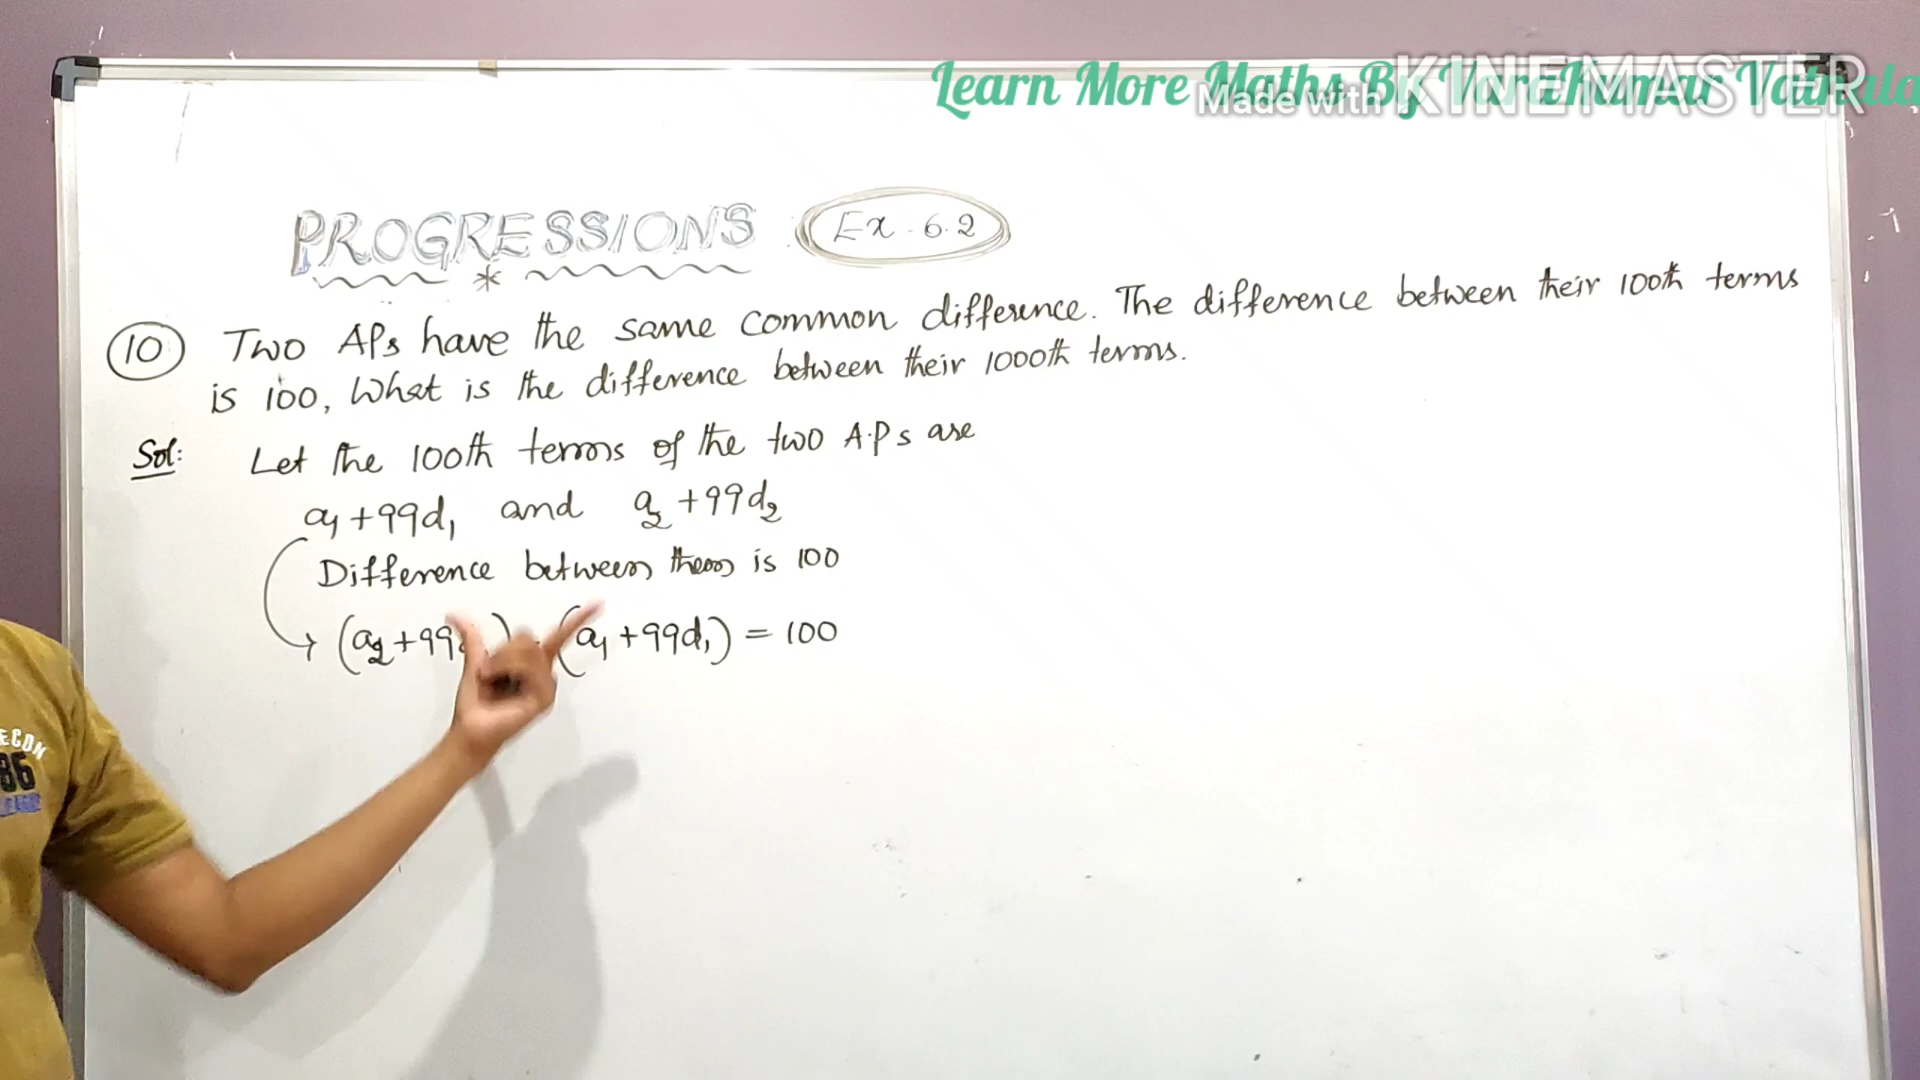 Learn More Maths By VaraKumar
Made with KINEMASTER
PROGRESSIONS Ex - 6.2
10 Two APs have the same common difference. The difference between their 100th terms
is 100, What is the difference between their 1000th terms.
Sol: Let the 100th terms of the two A.Ps are
a₁ + 99d₁ and a₂ + 99d₂
Difference between them is 100
(a₂ + 99 ) - (a₁ + 99d₁) = 100
ECON
86
LEAGUE